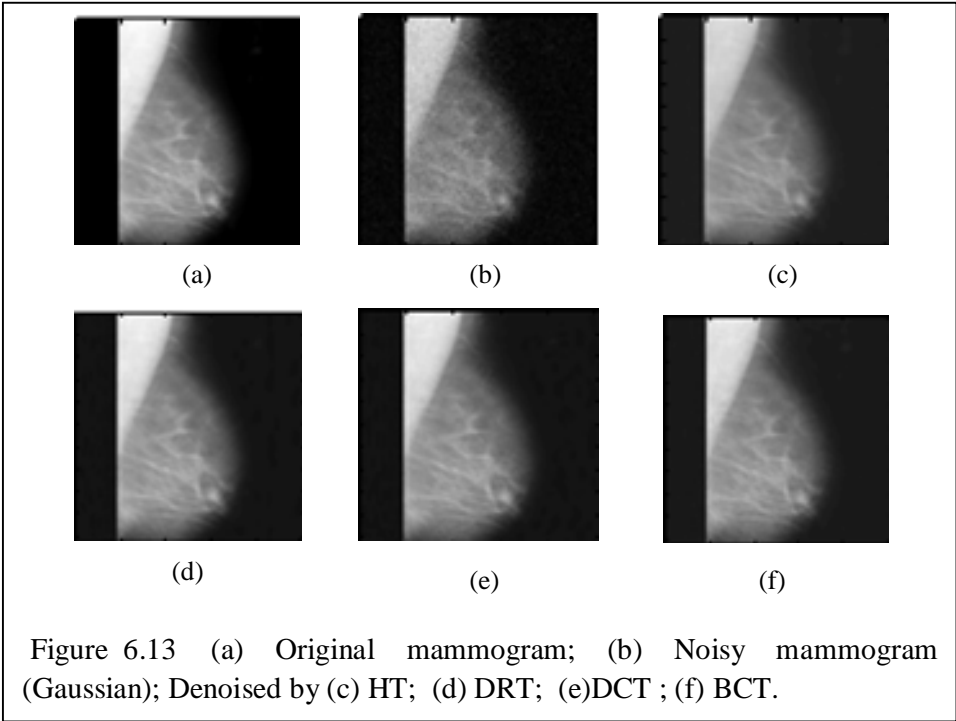 (a) (b) (c)
(d) (e) (f)
Figure 6.13 (a) Original mammogram; (b) Noisy mammogram
(Gaussian); Denoised by (c) HT; (d) DRT; (e)DCT ; (f) BCT.